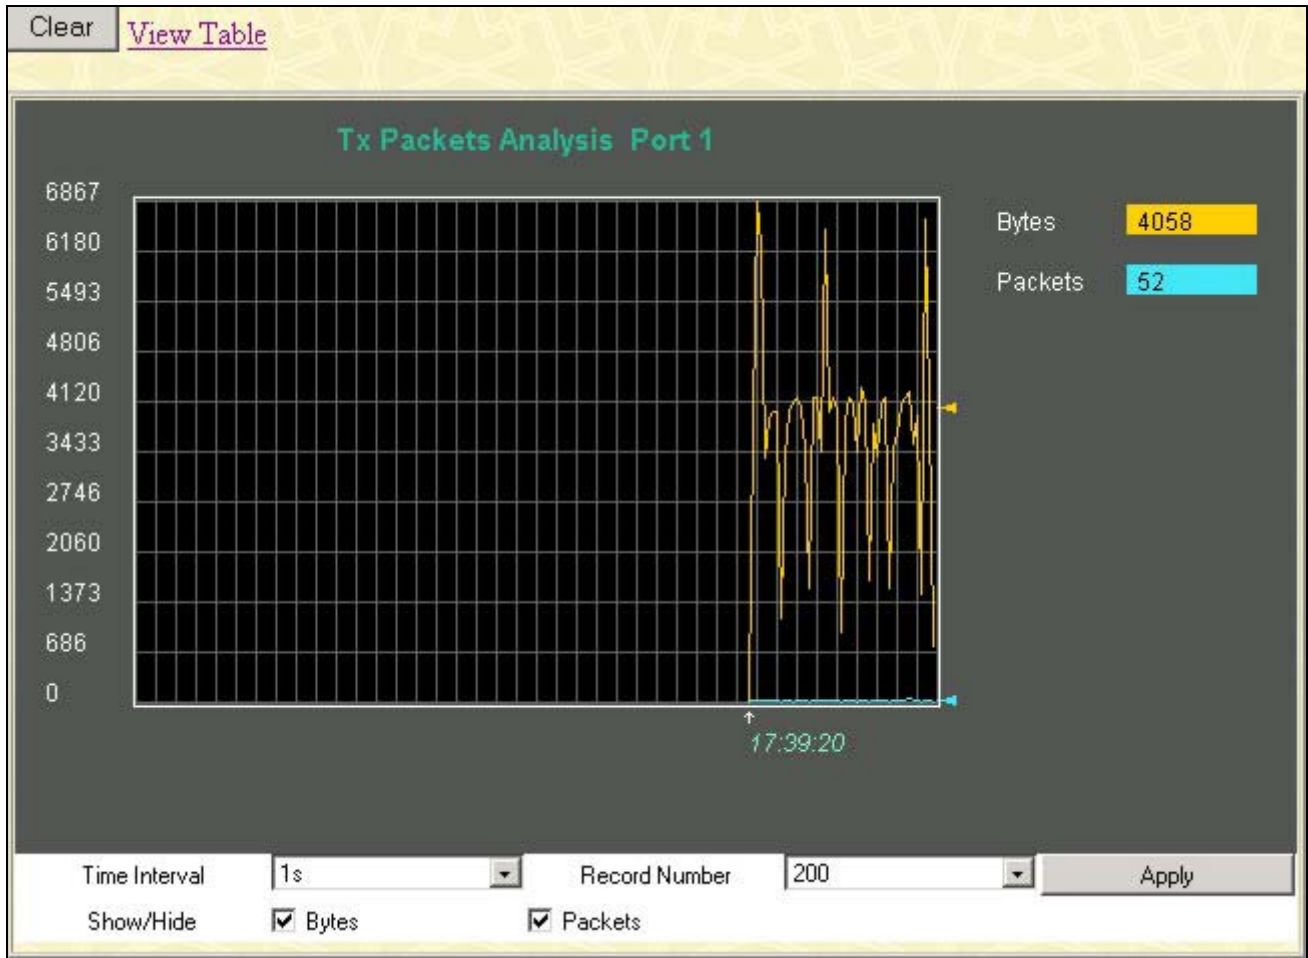 Clear View Table
Tx Packets Analysis Port 1
6867
6180
5493
4806
4120
3433
2746
2060
1373
686
0
Bytes 4058
Packets 52
17:39:20
Time Interval 1s Record Number 200 Apply
Show/Hide Bytes Packets